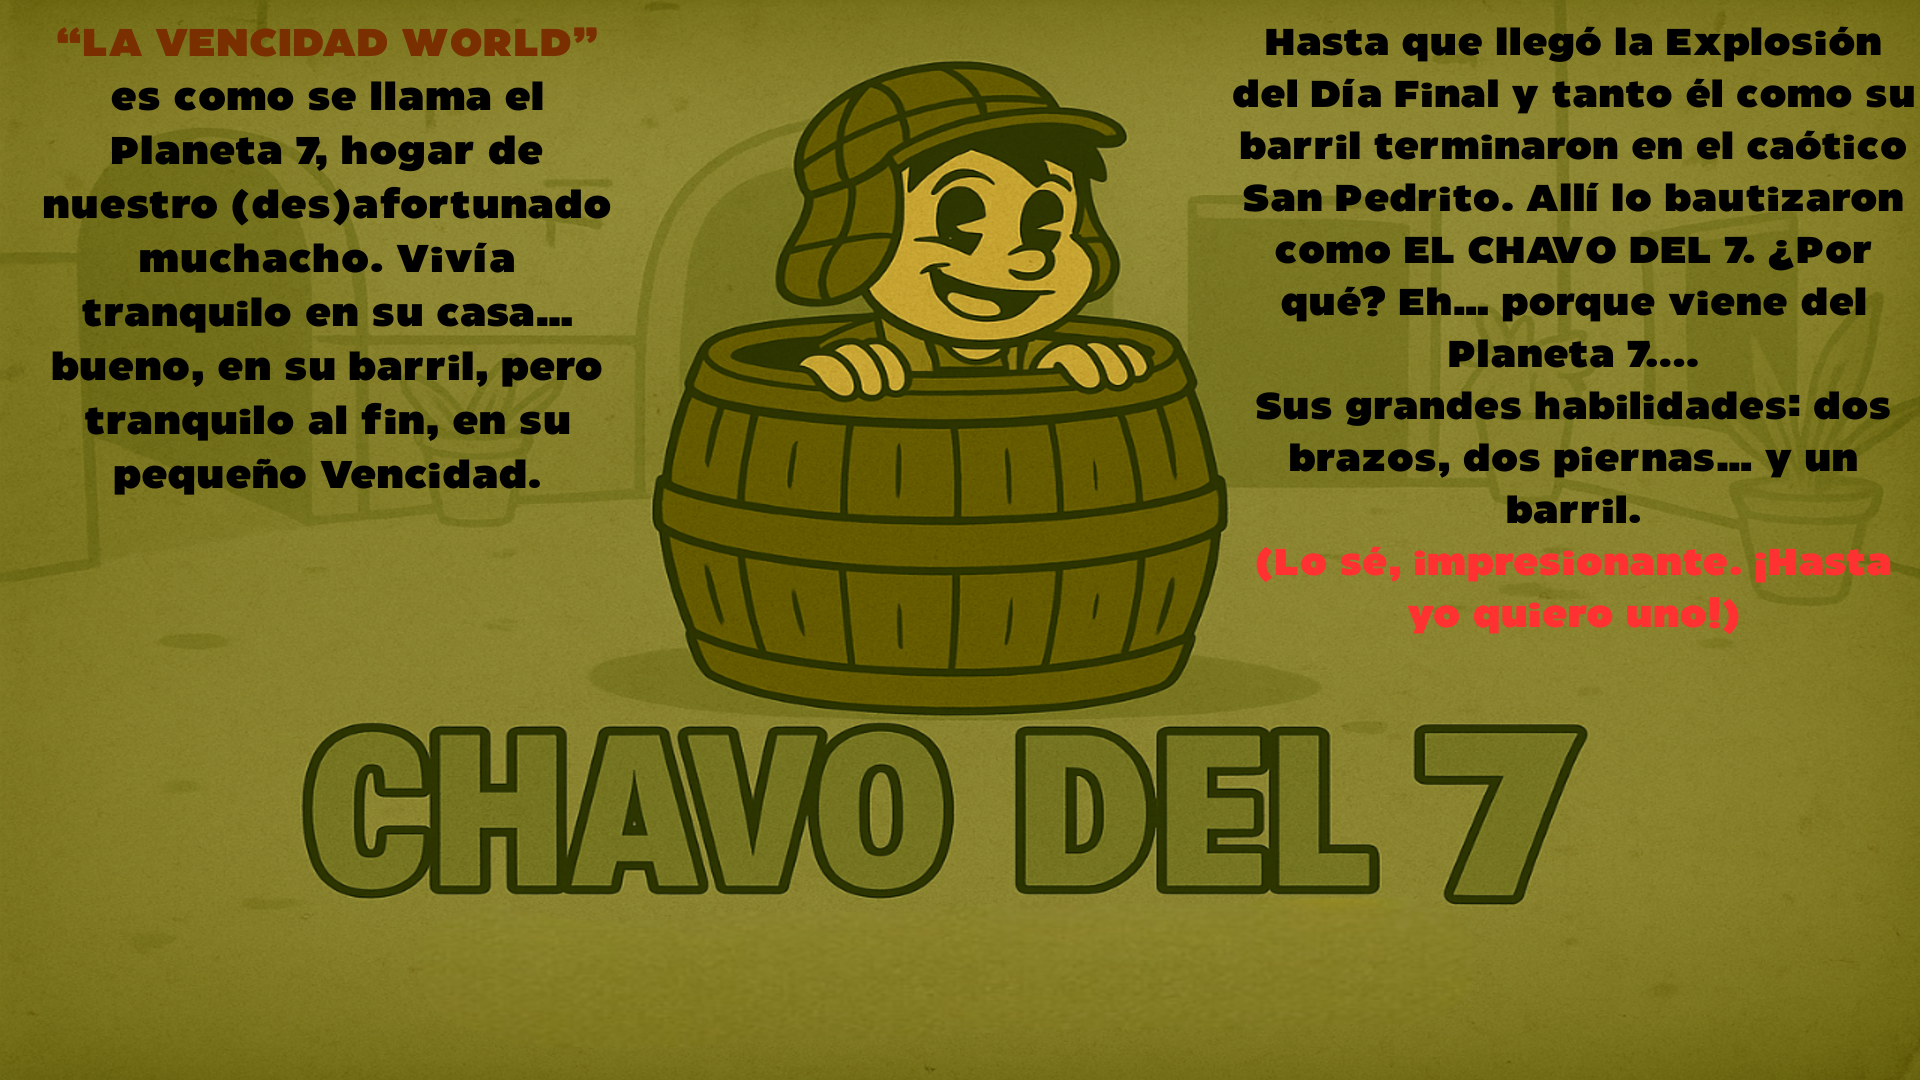 “LA VENCIDAD WORLD”
es como se llama el
Planeta 7, hogar de
nuestro (des)afortunado
muchacho. Vivía
tranquilo en su casa...
bueno, en su barril, pero
tranquilo al fin, en su
pequeño Vencidad.
Hasta que llegó la Explosión
del Día Final y tanto él como su
barril terminaron en el caótico
San Pedrito. Allí lo bautizaron
como EL CHAVO DEL 7. ¿Por
qué? Eh... porque viene del
Planeta 7....
Sus grandes habilidades: dos
brazos, dos piernas... y un
barril.
(Lo sé, impresionante. ¡Hasta
yo quiero uno!)
CHAVO DEL 7